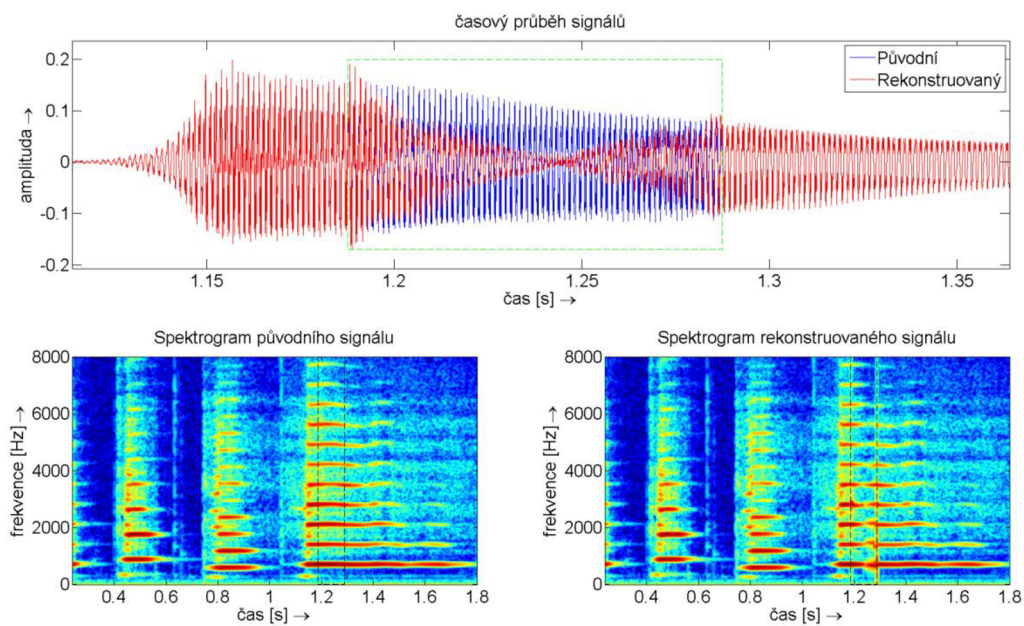 časový průběh signálů
0.2
0.1
0
-0.1
-0.2
amplituda →
Původní
Rekonstruovaný
1.15 1.2 1.25 1.3 1.35
čas [s] →
Spektrogram původního signálu
8000
6000
4000
2000
0
frekvence [Hz] →
0.4 0.6 0.8 1 1.2 1.4 1.6 1.8
čas [s] →
Spektrogram rekonstruovaného signálu
8000
6000
4000
2000
0
frekvence [Hz] →
0.4 0.6 0.8 1 1.2 1.4 1.6 1.8
čas [s] →